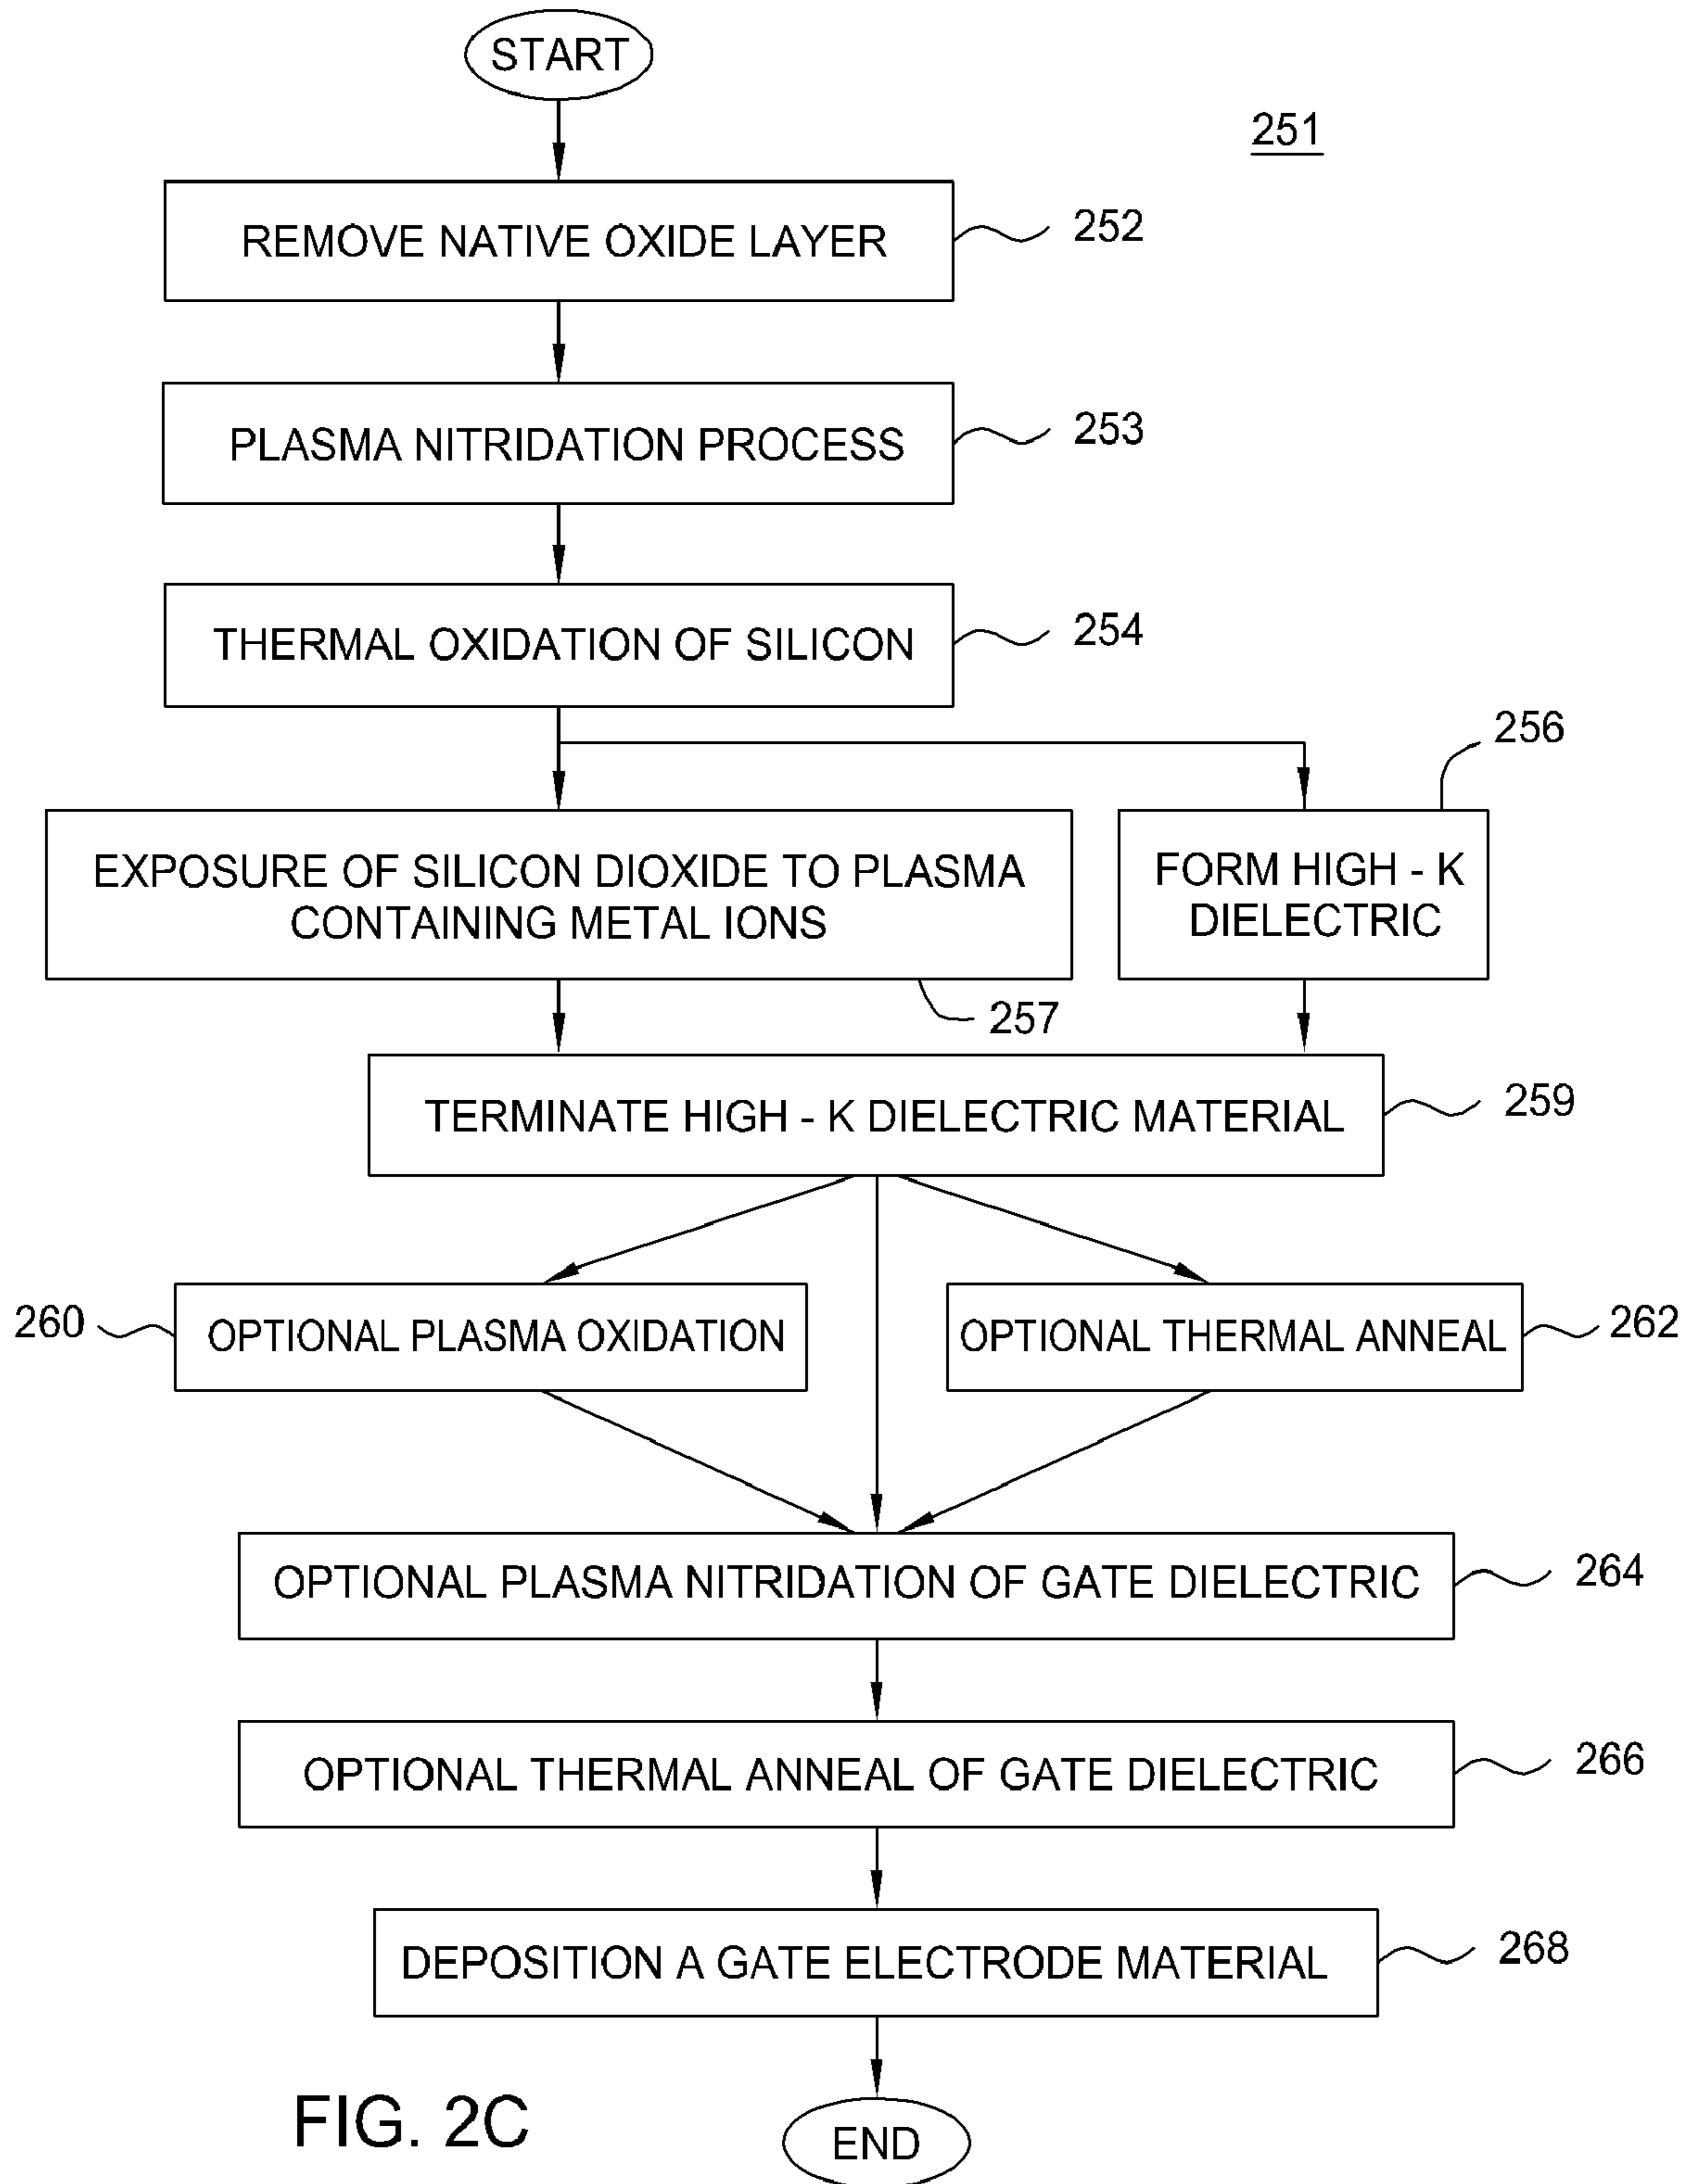 START
251
REMOVE NATIVE OXIDE LAYER
252
PLASMA NITRIDATION PROCESS
253
THERMAL OXIDATION OF SILICON
254
256
EXPOSURE OF SILICON DIOXIDE TO PLASMA
CONTAINING METAL IONS
FORM HIGH - K
DIELECTRIC
257
TERMINATE HIGH - K DIELECTRIC MATERIAL
259
260
OPTIONAL PLASMA OXIDATION
OPTIONAL THERMAL ANNEAL
262
OPTIONAL PLASMA NITRIDATION OF GATE DIELECTRIC
264
OPTIONAL THERMAL ANNEAL OF GATE DIELECTRIC
266
DEPOSITION A GATE ELECTRODE MATERIAL
268
FIG. 2C
END